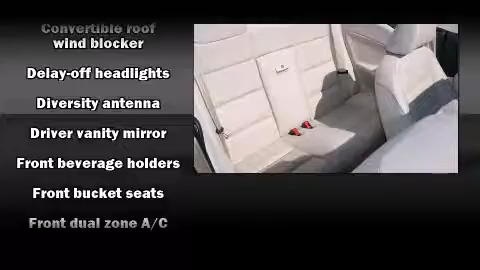 Convertible roof
wind blocker
Delay-off headlights
Diversity antenna
Driver vanity mirror
Front beverage holders
Front bucket seats
Front dual zone A/C